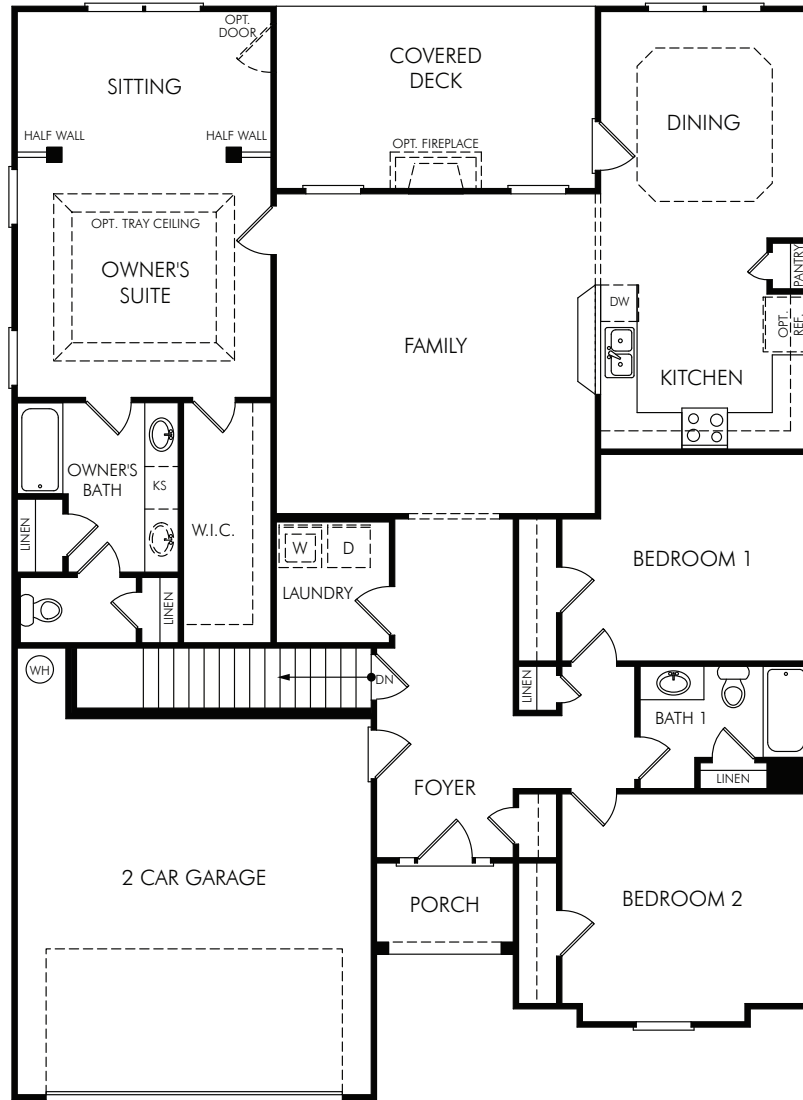 OPT.
DOOR
SITTING
COVERED
DECK
DINING
HALF WALL
HALF WALL
OPT. FIREPLACE
OPT. TRAY CEILING
OWNER'S
SUITE
PANTRY
DW
OPT.
REF.
FAMILY
KITCHEN
OWNER'S
BATH
KS
LINEN
W.I.C.
W
D
LAUNDRY
BEDROOM 1
LINEN
WH
DN
LINEN
BATH 1
LINEN
FOYER
2 CAR GARAGE
PORCH
BEDROOM 2